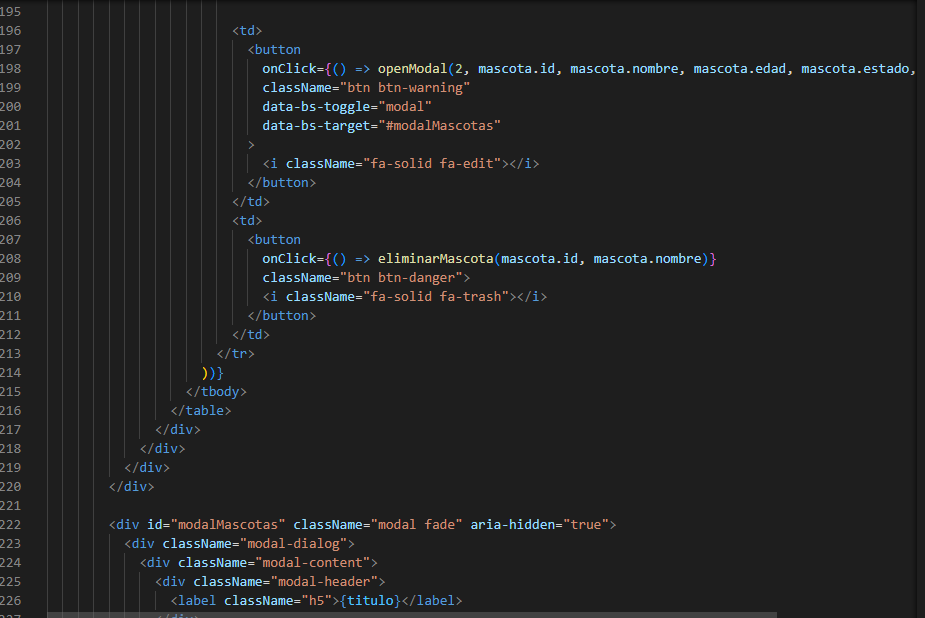 195
196 <td>
197 <button
198 onClick={() => openModal(2, mascota.id, mascota.nombre, mascota.edad, mascota.estado,
199 className="btn btn-warning"
200 data-bs-toggle="modal"
201 data-bs-target="#modalMascotas"
202 >
203 <i className="fa-solid fa-edit"></i>
204 </button>
205 </td>
206 <td>
207 <button
208 onClick={() => eliminarMascota(mascota.id, mascota.nombre)}
209 className="btn btn-danger">
210 <i className="fa-solid fa-trash"></i>
211 </button>
212 </td>
213 </tr>
214 ))}
215 </tbody>
216 </table>
217 </div>
218 </div>
219 </div>
220 </div>
221
222 <div id="modalMascotas" className="modal fade" aria-hidden="true">
223 <div className="modal-dialog">
224 <div className="modal-content">
225 <div className="modal-header">
226 <label className="h5">{titulo}</label>
227 </div>